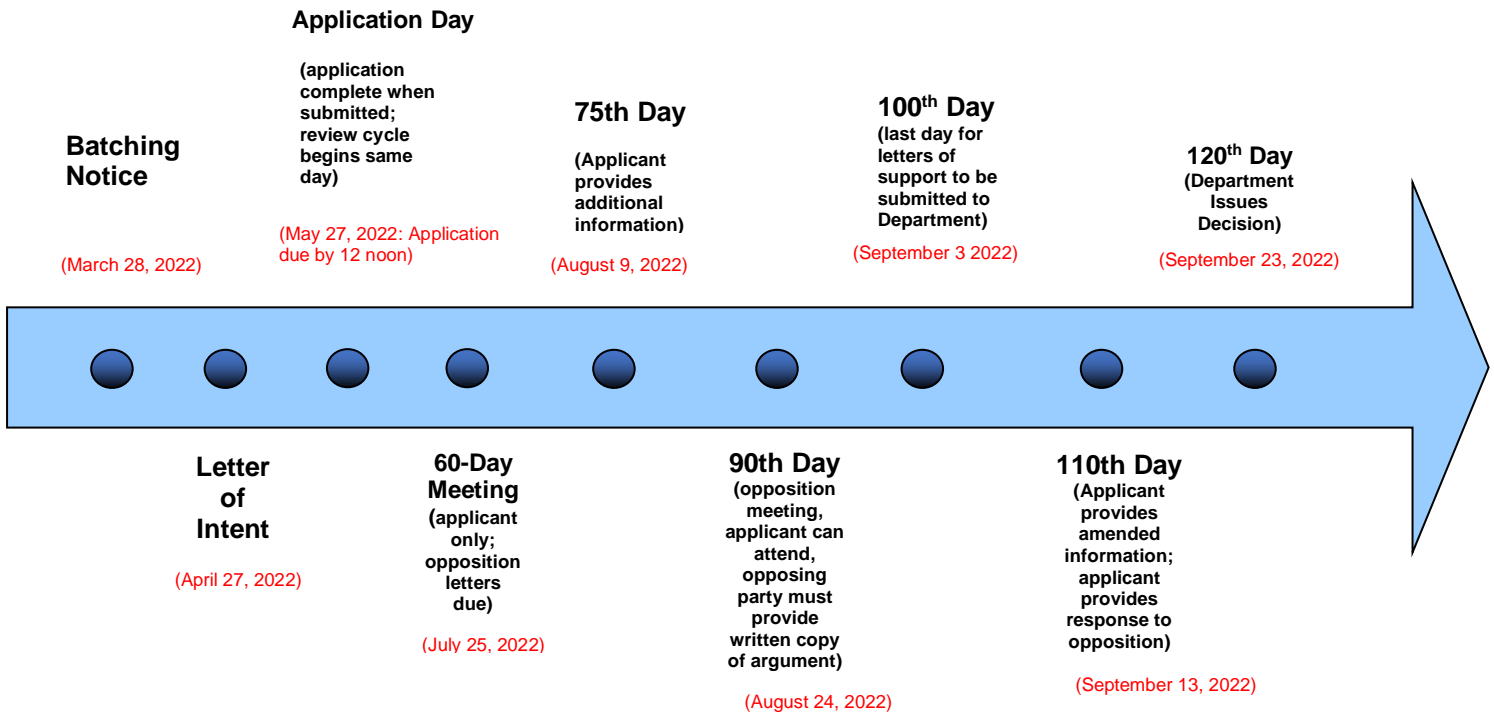 Batching
Notice
(March 28, 2022)
Letter
of
Intent
(April 27, 2022)
Application Day
(application
complete when
submitted;
review cycle
begins same
day)
(May 27, 2022: Application
due by 12 noon)
60-Day
Meeting
(applicant
only;
opposition
letters
due)
(July 25, 2022)
75th Day
(Applicant
provides
additional
information)
(August 9, 2022)
90th Day
(opposition
meeting,
applicant can
attend,
opposing
party must
provide
written copy
of argument)
(August 24, 2022)
100th Day
(last day for
letters of
support to be
submitted to
Department)
(September 3 2022)
110th Day
(Applicant
provides
amended
information;
applicant
provides
response to
opposition)
(September 13, 2022)
120th Day
(Department
Issues
Decision)
(September 23, 2022)